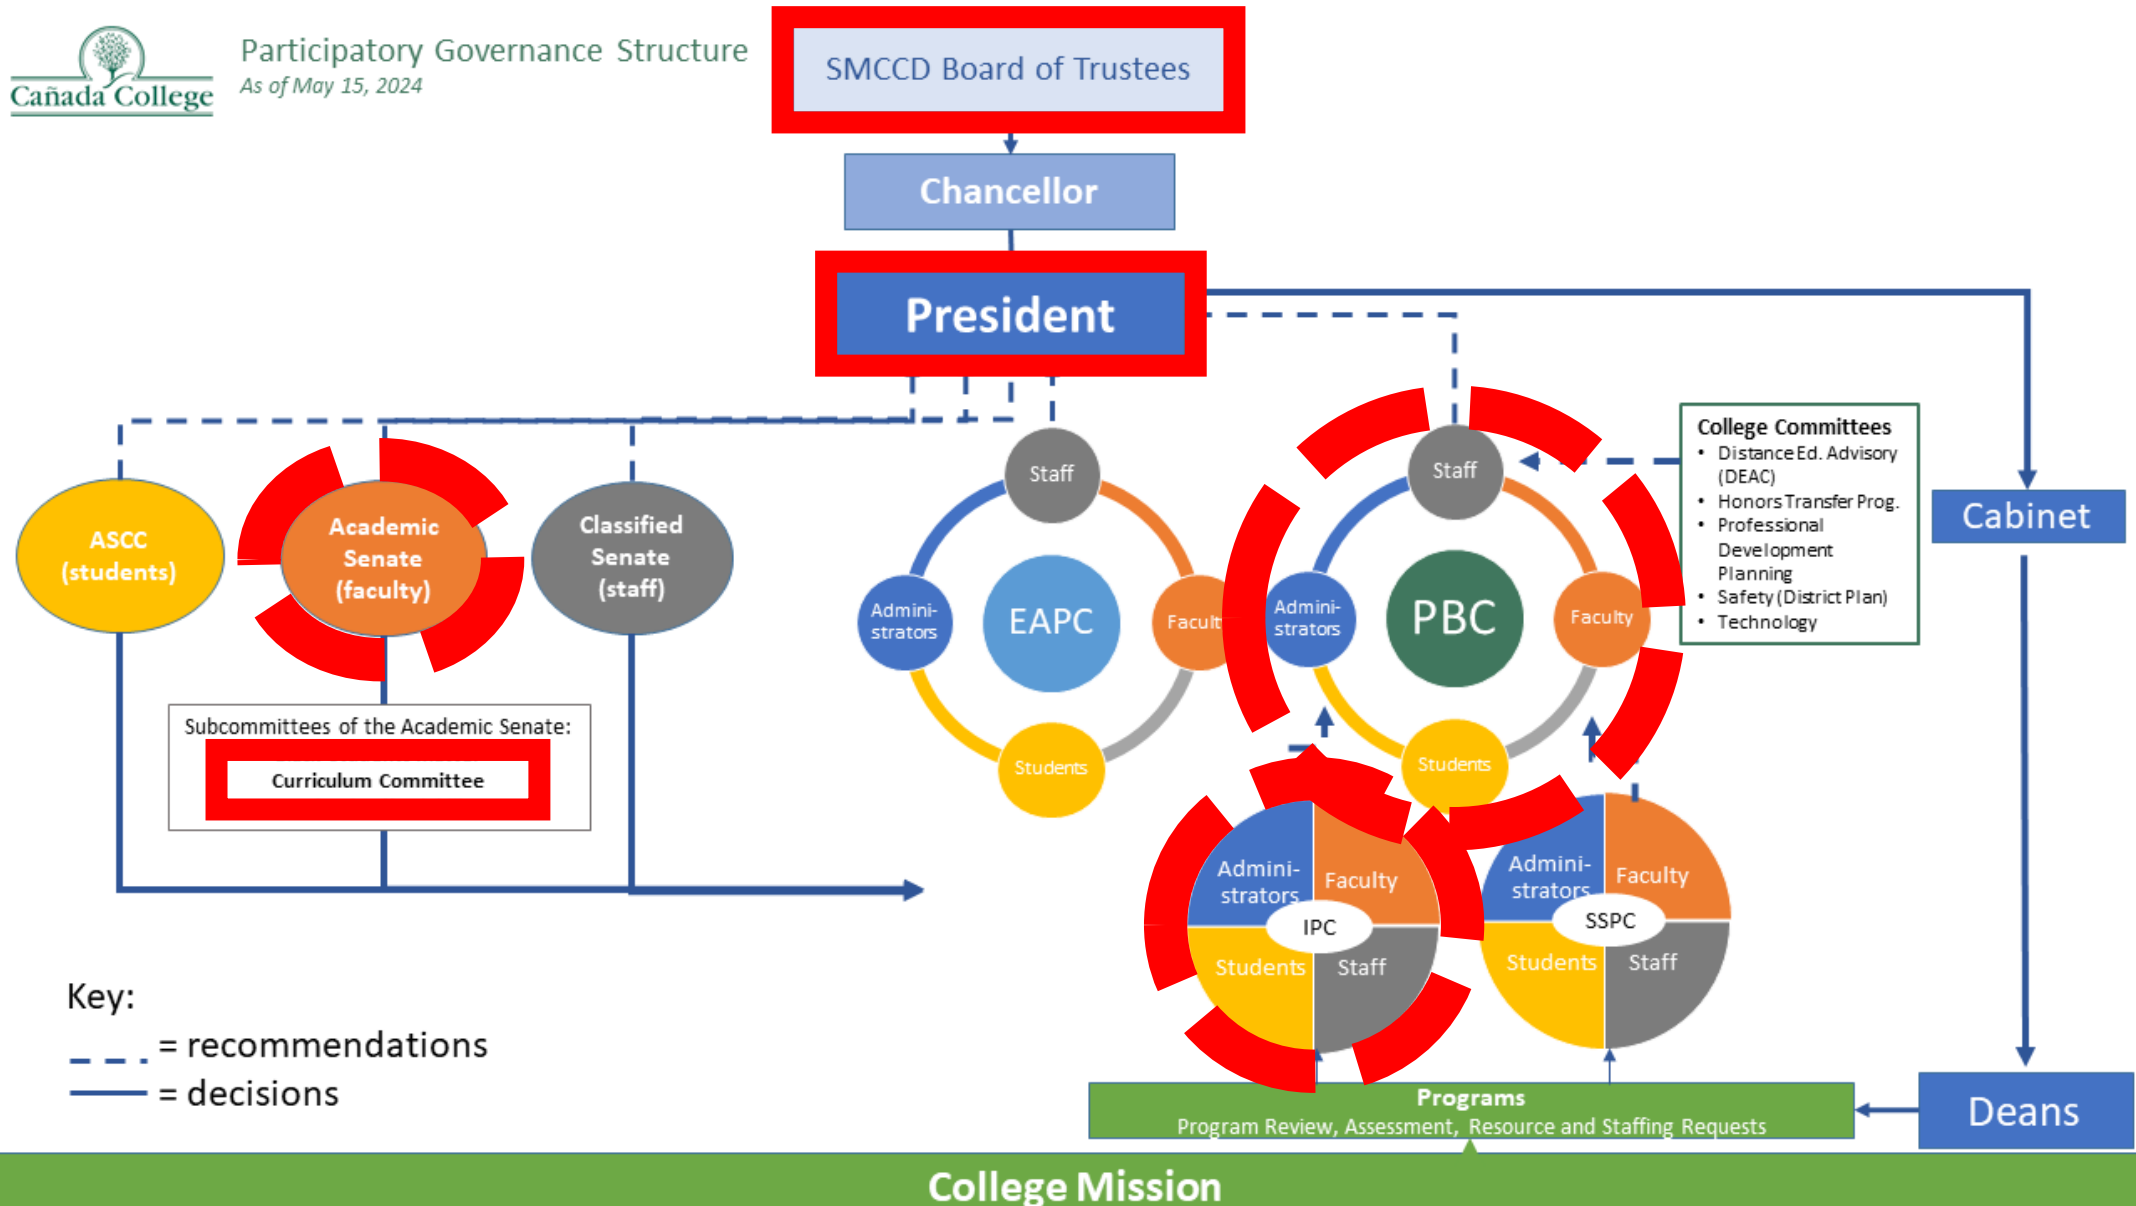 Cañada College
Participatory Governance Structure
As of May 15, 2024
SMCCD Board of Trustees
Chancellor
President
College Committees
• Distance Ed. Advisory
(DEAC)
• Honors Transfer Prog.
• Professional
Development
Planning
• Safety (District Plan)
• Technology
Cabinet
ASCC
(students)
Academic
Senate
(faculty)
Classified
Senate
(staff)
Subcommittees of the Academic Senate:
Curriculum Committee
Staff
Admini-
strators
EAPC
Facult
Students
Staff
Admini-
strators
PBC
Faculty
Students
Admini-
strators
Faculty
IPC
Students
Staff
Admini-
strators
Faculty
SSPC
Students
Staff
Key:
= recommendations
= decisions
Programs
Program Review, Assessment, Resource and Staffing Requests
Deans
College Mission